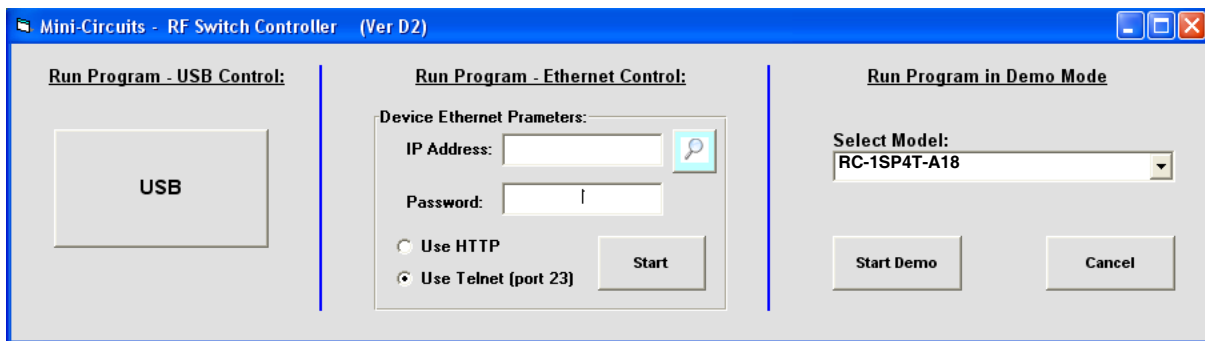 Mini-Circuits - RF Switch Controller (Ver D2)
Run Program - USB Control:
USB
Run Program - Ethernet Control:
Device Ethernet Prameters:
IP Address:
Password:
Use HTTP
Use Telnet (port 23)
Start
Run Program in Demo Mode
Select Model:
RC-1SP4T-A18
Start Demo
Cancel